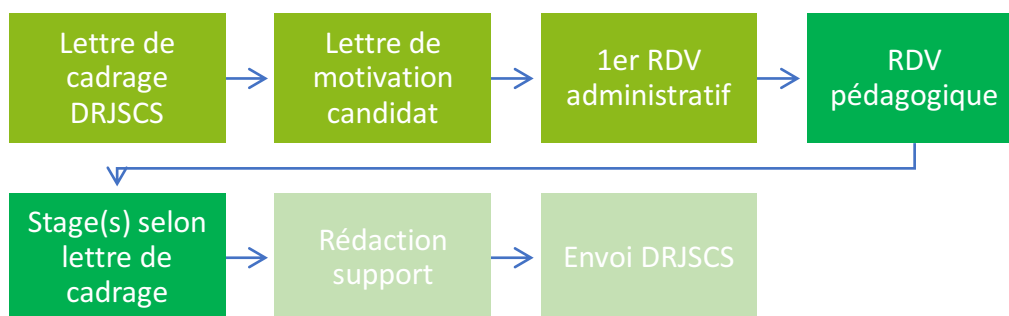 Lettre de
cadrage
DRJSCS
Lettre de
motivation
candidat
1er RDV
administratif
RDV
pédagogique
Stage(s) selon
lettre de
cadrage
Rédaction
support
Envoi DRJSCS